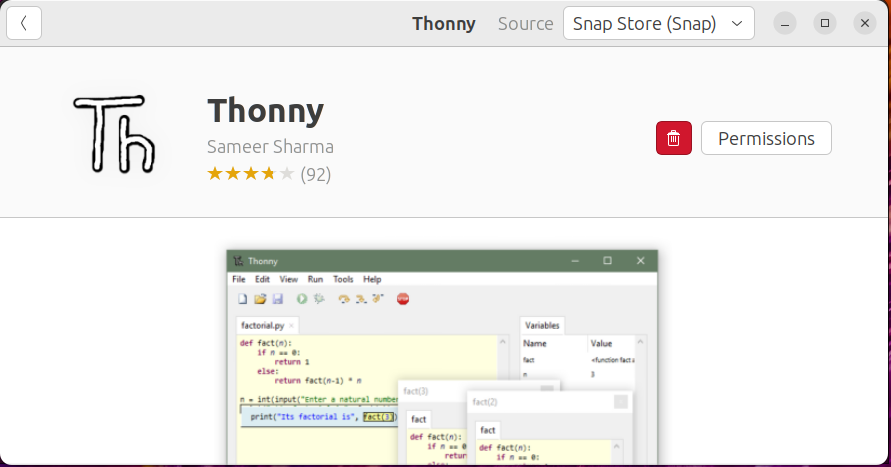 Thonny Source Snap Store (Snap)
Th
Thonny
Sameer Sharma
(92)
Permissions
Thonny
File Edit View Run Tools Help
STOP
factorial.py ×
Variables
def fact(n):
if n == 0:
return 1
else:
return fact(n-1) * n
n = int(input("Enter a natural number
print("Its factorial is", fact(3))
Name Value
fact <function fact a
n 3
fact(3)
fact
def fact(n):
if n == 0
return
else:
fact(2)
fact
def fact(n):
if n == 0: